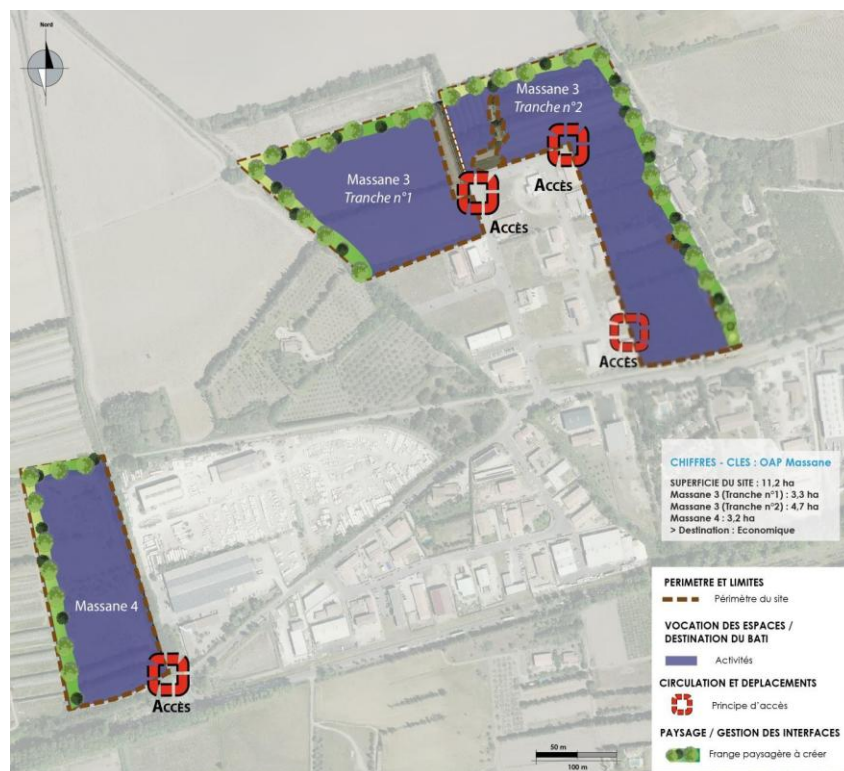 Nord
Massane 3
Tranche n°2
Massane 3
Tranche n°1
ACCÈS
ACCÈS
ACCÈS
CHIFFRES - CLES : OAP Massane
SUPERFICIE DU SITE : 11,2 ha
Massane 3 (Tranche n°1) : 3,3 ha
Massane 3 (Tranche n°2) : 4,7 ha
Massane 4 : 3,2 ha
> Destination : Economique
Massane 4
ACCÈS
PERIMETRE ET LIMITES
Périmètre du site
VOCATION DES ESPACES /
DESTINATION DU BATI
Activités
CIRCULATION ET DEPLACEMENTS
Principe d'accès
PAYSAGE / GESTION DES INTERFACES
Frange paysagère à créer
50 m
100 m